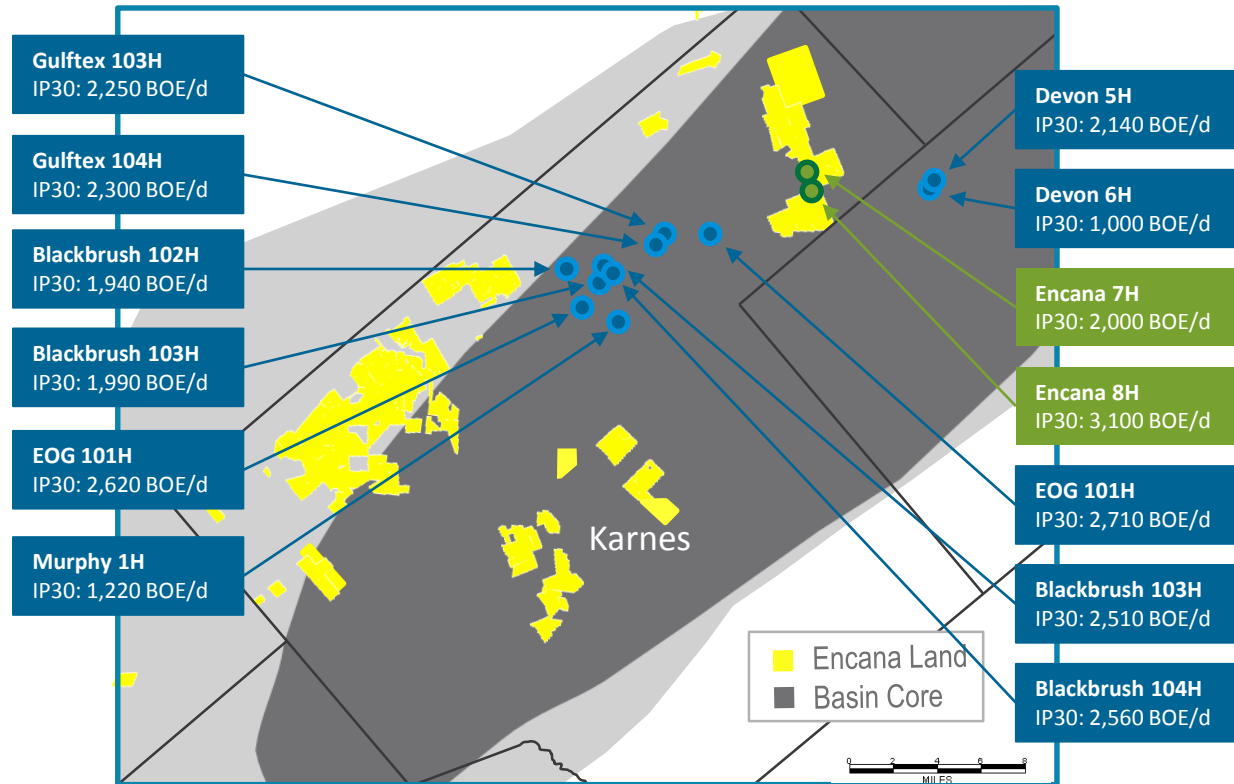 Gulftex 103H
IP30: 2,250 BOE/d
Gulftex 104H
IP30: 2,300 BOE/d
Blackbrush 102H
IP30: 1,940 BOE/d
Blackbrush 103H
IP30: 1,990 BOE/d
EOG 101H
IP30: 2,620 BOE/d
Murphy 1H
IP30: 1,220 BOE/d
Devon 5H
IP30: 2,140 BOE/d
Devon 6H
IP30: 1,000 BOE/d
Encana 7H
IP30: 2,000 BOE/d
Encana 8H
IP30: 3,100 BOE/d
EOG 101H
IP30: 2,710 BOE/d
Blackbrush 103H
IP30: 2,510 BOE/d
Blackbrush 104H
IP30: 2,560 BOE/d
Karnes
Encana Land
Basin Core
0 2 4 6 8
MILES